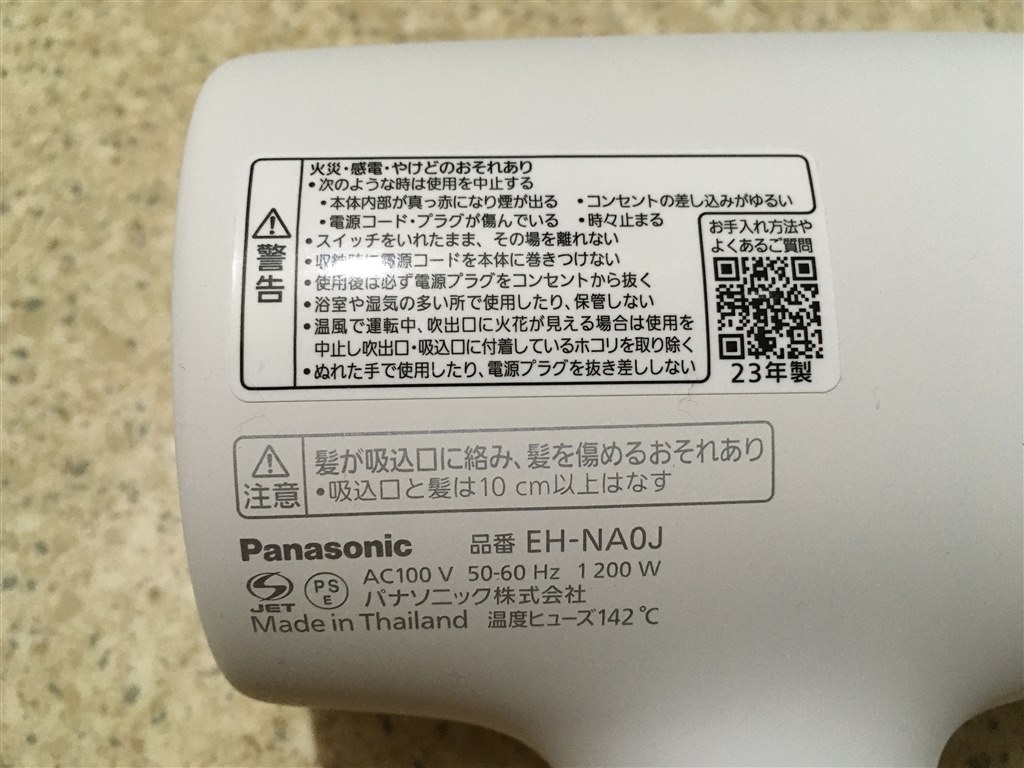 火災・感電・やけどのおそれあり
•次のような時は使用を中止する
•本体内部が真っ赤になり煙が出る •コンセントの差し込みがゆるい
•電源コード・プラグが傷んでいる •時々止まる
•スイッチをいれたまま、その場を離れない
•収納時に電源コードを本体に巻きつけない
•使用後は必ず電源プラグをコンセントから抜く
•浴室や湿気の多い所で使用したり、保管しない
•温風で運転中、吹出口に火花が見える場合は使用を
中止し吹出口・吸込口に付着しているホコリを取り除く
•ぬれた手で使用したり、電源プラグを抜き差ししない
警告
お手入れ方法や
よくあるご質問
23年製
注意
髪が吸込口に絡み、髪を傷めるおそれあり
•吸込口と髪は10 cm以上はなす
Panasonic 品番 EH-NA0J
JET PS E AC100 V 50-60 Hz 1 200 W
パナソニック株式会社
Made in Thailand 温度ヒューズ142 ℃